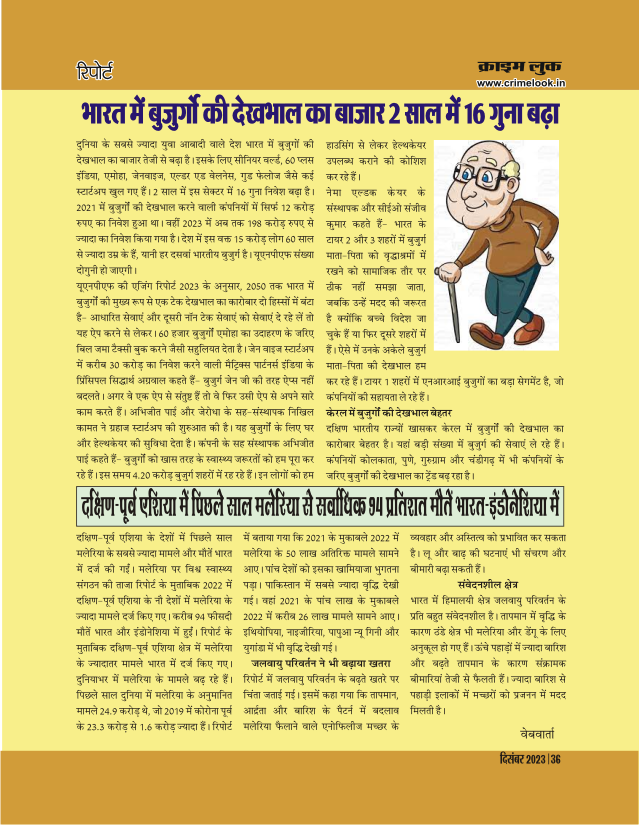 रिपोर्ट
क्राइम लुक
www.crimelook.in
भारत में बुजुर्गो की देखभाल का बाजार 2 साल में 16 गुना बढ़ा
दुनिया के सबसे ज्यादा युवा आबादी वाले देश भारत में बुजुर्गों की
देखभाल का बाजार तेजी से बढ़ा है। इसके लिए सीनियर वर्ल्ड, 60 प्लस
इंडिया, एमोहा, जेनवाइज, एल्डर एड वेलनेस, गुड फेलोज जैसे कई
स्टार्टअप खुल गए हैं। 2 साल में इस सेक्टर में 16 गुना निवेश बढ़ा है।
2021 में बुजुर्गों की देखभाल करने वाली कंपनियों में सिर्फ 12 करोड़
रुपए का निवेश हुआ था। वहीं 2023 में अब तक 198 करोड़ रुपए से
ज्यादा का निवेश किया गया है। देश में इस वक्त 15 करोड़ लोग 60 साल
से ज्यादा उम्र के हैं, यानी हर दसवां भारतीय बुजुर्ग है। यूएनपीएफ संख्या
दोगुनी हो जाएगी।
यूएनपीएफ की एजिंग रिपोर्ट 2023 के अनुसार, 2050 तक भारत में
बुजुर्गों की मुख्य रूप से एक टेक देखभाल का कारोबार दो हिस्सों में बंटा
है- आधारित सेवाएं और दूसरी नॉन टेक सेवाएं को सेवाएं दे रहे लें तो
यह ऐप करने से लेकर। 60 हजार बुजुर्ग एमोहा का उदाहरण के जरिए
बिल जमा टैक्सी बुक करने जैसी सहुलियत देता है। जेन वाइज स्टार्टअप
में करीब 30 करोड़ का निवेश करने वाली मैट्रिक्स पार्टनर्स इंडिया के
प्रिंसिपल सिद्धार्थ अग्रवाल कहते हैं- बुजुर्ग जेन जी की तरह ऐप्स नहीं
बदलते। अगर वे एक ऐप से संतुष्ट हैं तो वे फिर उसी ऐप से अपने सारे
काम करते हैं। अभिजीत पाई और जेरोधा के सह-संस्थापक निखिल
कामत ने ग्रहाज स्टार्टअप की शुरुआत की है। यह बुजुर्गों के लिए घर
और हेल्थकेयर की सुविधा देता है। कंपनी के सह संस्थापक अभिजीत
पाई कहते हैं- बुजुर्गों को खास तरह के स्वास्थ्य जरूरतों को हम पूरा कर
रहे हैं। इस समय 4.20 करोड़ बुजुर्ग शहरों में रह रहे हैं। इन लोगों को हम
हाउसिंग से लेकर हेल्थकेयर
उपलब्ध कराने की कोशिश
कर रहे हैं।
नेमा एल्डक केयर के
संस्थापक और सीईओ संजीव
कुमार कहते हैं- भारत के
टायर 2 और 3 शहरों में बुजुर्ग
माता-पिता को वृद्धाश्रमों में
रखने को सामाजिक तौर पर
ठीक नहीं समझा जाता,
जबकि उन्हें मदद की जरूरत
है क्योंकि बच्चे विदेश जा
चुके हैं या फिर दूसरे शहरों में
हैं। ऐसे में उनके अकेले बुजुर्ग
माता-पिता की देखभाल हम
कर रहे हैं। टायर 1 शहरों में एनआरआई बुजुर्गों का बड़ा सेगमेंट है, जो
कंपनियों की सहायता ले रहे हैं।
केरल में बुजुर्गों की देखभाल बेहतर
दक्षिण भारतीय राज्यों खासकर केरल में बुजुर्गों की देखभाल का
कारोबार बेहतर है। यहां बड़ी संख्या में बुजुर्ग की सेवाएं ले रहे हैं।
कंपनियों कोलकाता, पुणे, गुरुग्राम और चंडीगढ़ में भी कंपनियों के
जरिए बुजुर्गों की देखभाल का ट्रेंड बढ़ रहा है।
दक्षिण-पूर्व एशिया में पिछले साल मलेरिया से सर्वाधिक 94 प्रतिशत मौतें भारत-इंडोनेशिया में
दक्षिण-पूर्व एशिया के देशों में पिछले साल
मलेरिया के सबसे ज्यादा मामले और मौतें भारत
में दर्ज की गईं। मलेरिया पर विश्व स्वास्थ्य
संगठन की ताजा रिपोर्ट के मुताबिक 2022 में
दक्षिण-पूर्व एशिया के नौ देशों में मलेरिया के
ज्यादा मामले दर्ज किए गए। करीब 94 फीसदी
मौतें भारत और इंडोनेशिया में हुईं। रिपोर्ट के
मुताबिक दक्षिण-पूर्व एशिया क्षेत्र में मलेरिया
के ज्यादातर मामले भारत में दर्ज किए गए।
दुनियाभर में मलेरिया के मामले बढ़ रहे हैं।
पिछले साल दुनिया में मलेरिया के अनुमानित
मामले 24.9 करोड़ थे, जो 2019 में कोरोना पूर्व
के 23.3 करोड़ से 1.6 करोड़ ज्यादा हैं। रिपोर्ट
में बताया गया कि 2021 के मुकाबले 2022 में
मलेरिया के 50 लाख अतिरिक्त मामले सामने
आए। पांच देशों को इसका खामियाजा भुगतना
पड़ा। पाकिस्तान में सबसे ज्यादा वृद्धि देखी
गई। वहां 2021 के पांच लाख के मुकाबले
2022 में करीब 26 लाख मामले सामने आए।
इथियोपिया, नाइजीरिया, पापुआ न्यू गिनी और
युगांडा में भी वृद्धि देखी गई।
जलवायु परिवर्तन ने भी बढ़ाया खतरा
रिपोर्ट में जलवायु परिवर्तन के बढ़ते खतरे पर
चिंता जताई गई। इसमें कहा गया कि तापमान,
आर्द्रता और बारिश के पैटर्न में बदलाव
मलेरिया फैलाने वाले एनोफिलीज मच्छर के
व्यवहार और अस्तित्व को प्रभावित कर सकता
है। लू और बाढ़ की घटनाएं भी संचरण और
बीमारी बढ़ा सकती हैं।
संवेदनशील क्षेत्र
भारत में हिमालयी क्षेत्र जलवायु परिवर्तन के
प्रति बहुत संवेदनशील है। तापमान में वृद्धि के
कारण ठंडे क्षेत्र भी मलेरिया और डेंगू के लिए
अनुकूल हो गए हैं। ऊंचे पहाड़ों में ज्यादा बारिश
और बढ़ते तापमान के कारण संक्रामक
बीमारियां तेजी से फैलती हैं। ज्यादा बारिश से
पहाड़ी इलाकों में मच्छरों को प्रजनन में मदद
मिलती है।
वेबवार्ता
दिसंबर 2023|36